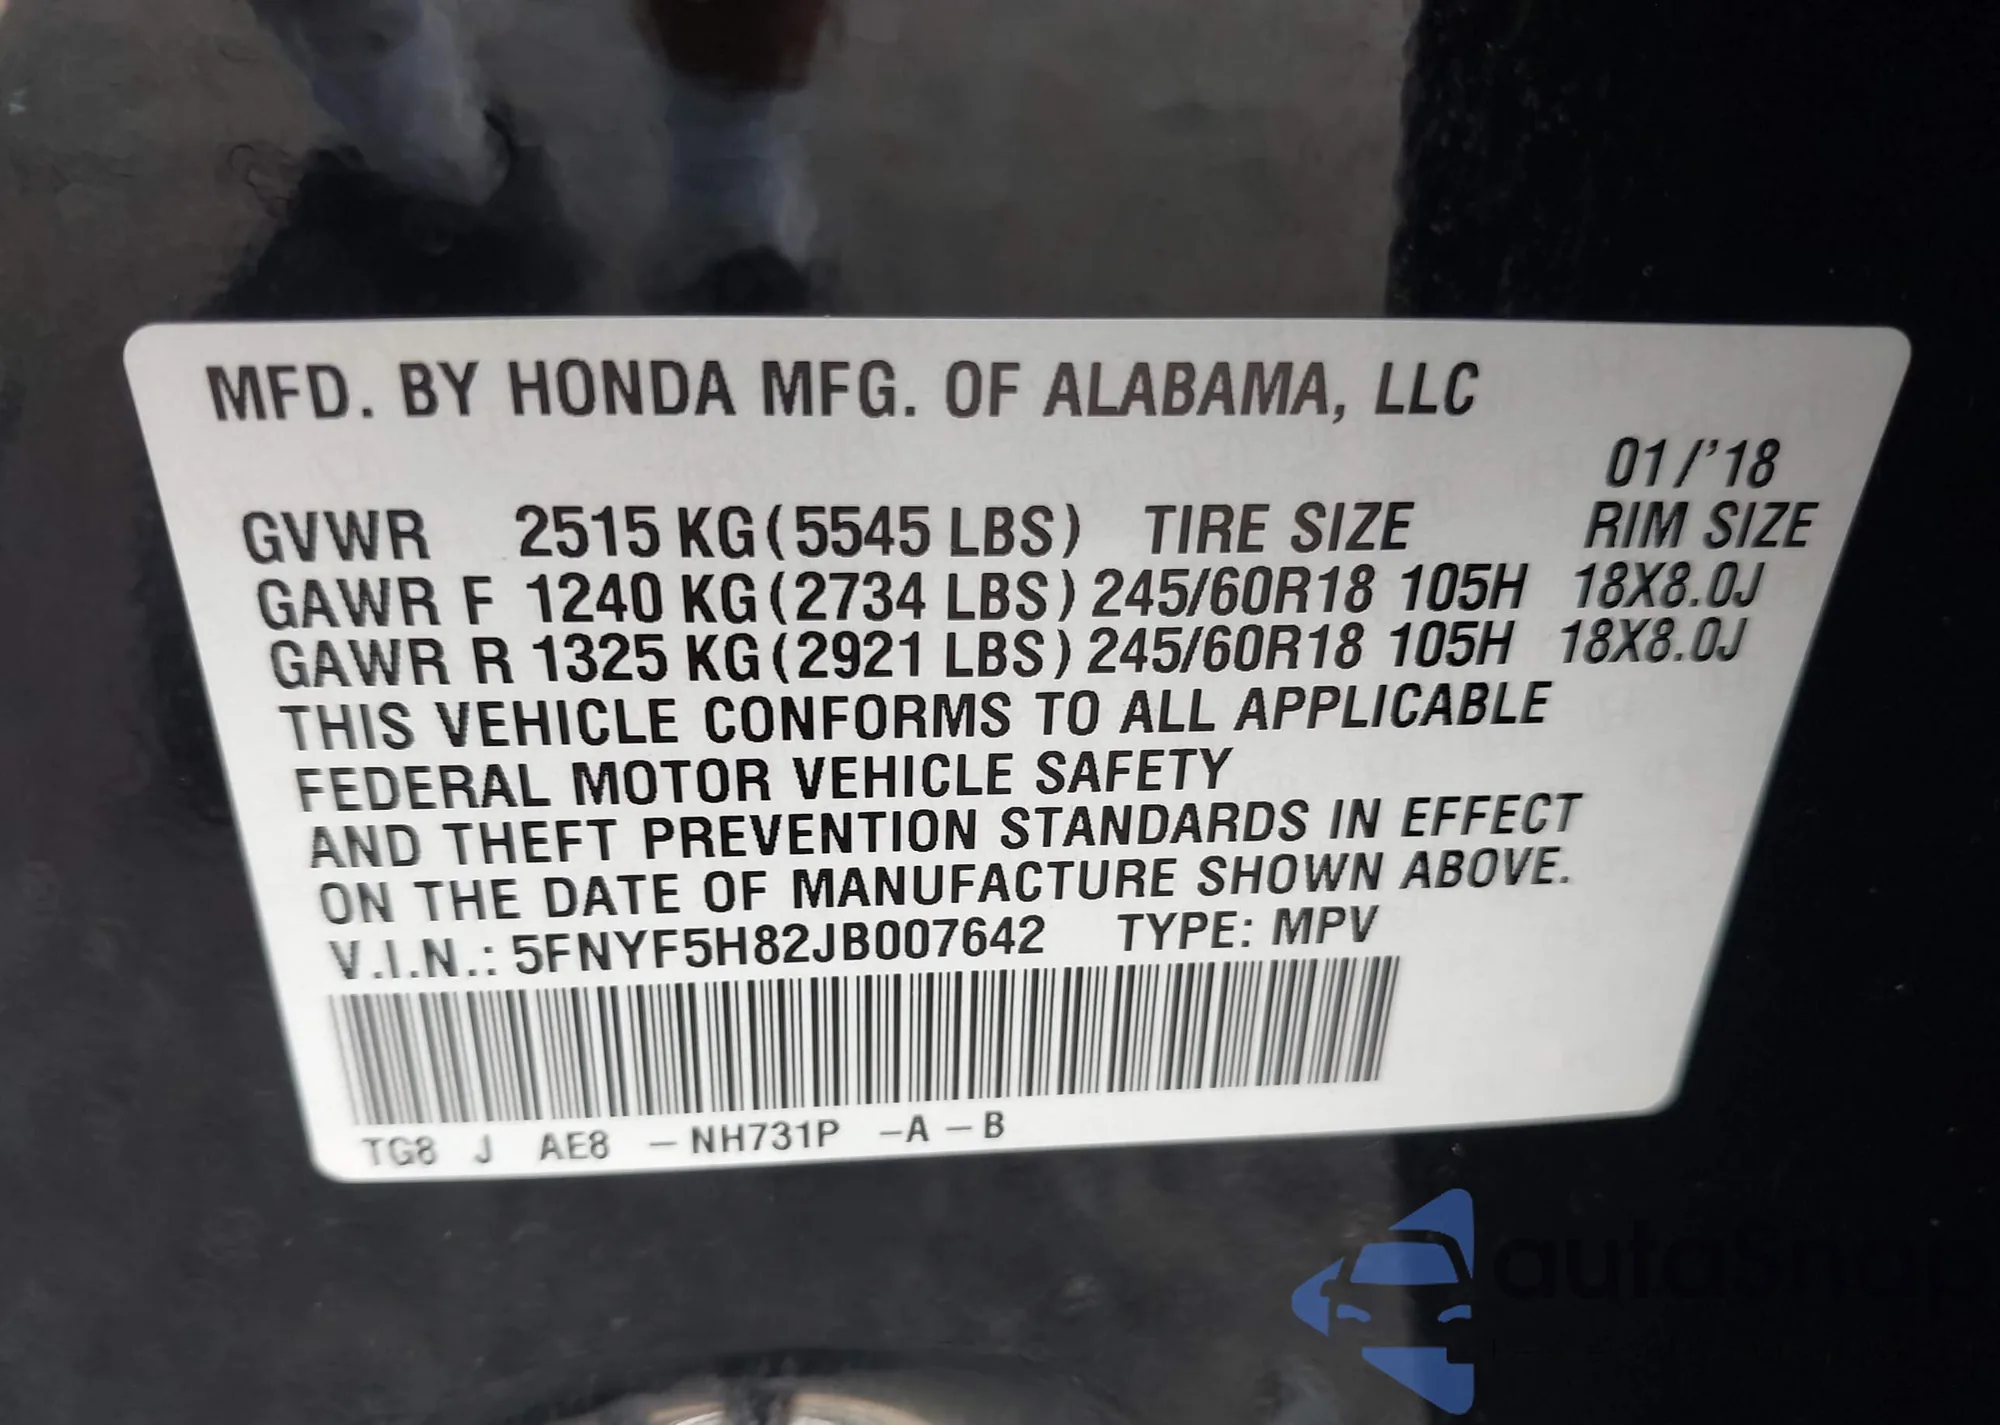 MFD. BY HONDA MFG. OF ALABAMA, LLC
01/'18
GVWR 2515 KG (5545 LBS) TIRE SIZE RIM SIZE
GAWR F 1240 KG (2734 LBS) 245/60R18 105H 18X8.0J
GAWR R 1325 KG (2921 LBS) 245/60R18 105H 18X8.0J
THIS VEHICLE CONFORMS TO ALL APPLICABLE
FEDERAL MOTOR VEHICLE SAFETY
AND THEFT PREVENTION STANDARDS IN EFFECT
ON THE DATE OF MANUFACTURE SHOWN ABOVE.
V.I.N.: 5FNYF5H82JB007642 TYPE: MPV
TG8 J AE8 – NH731P – A – B